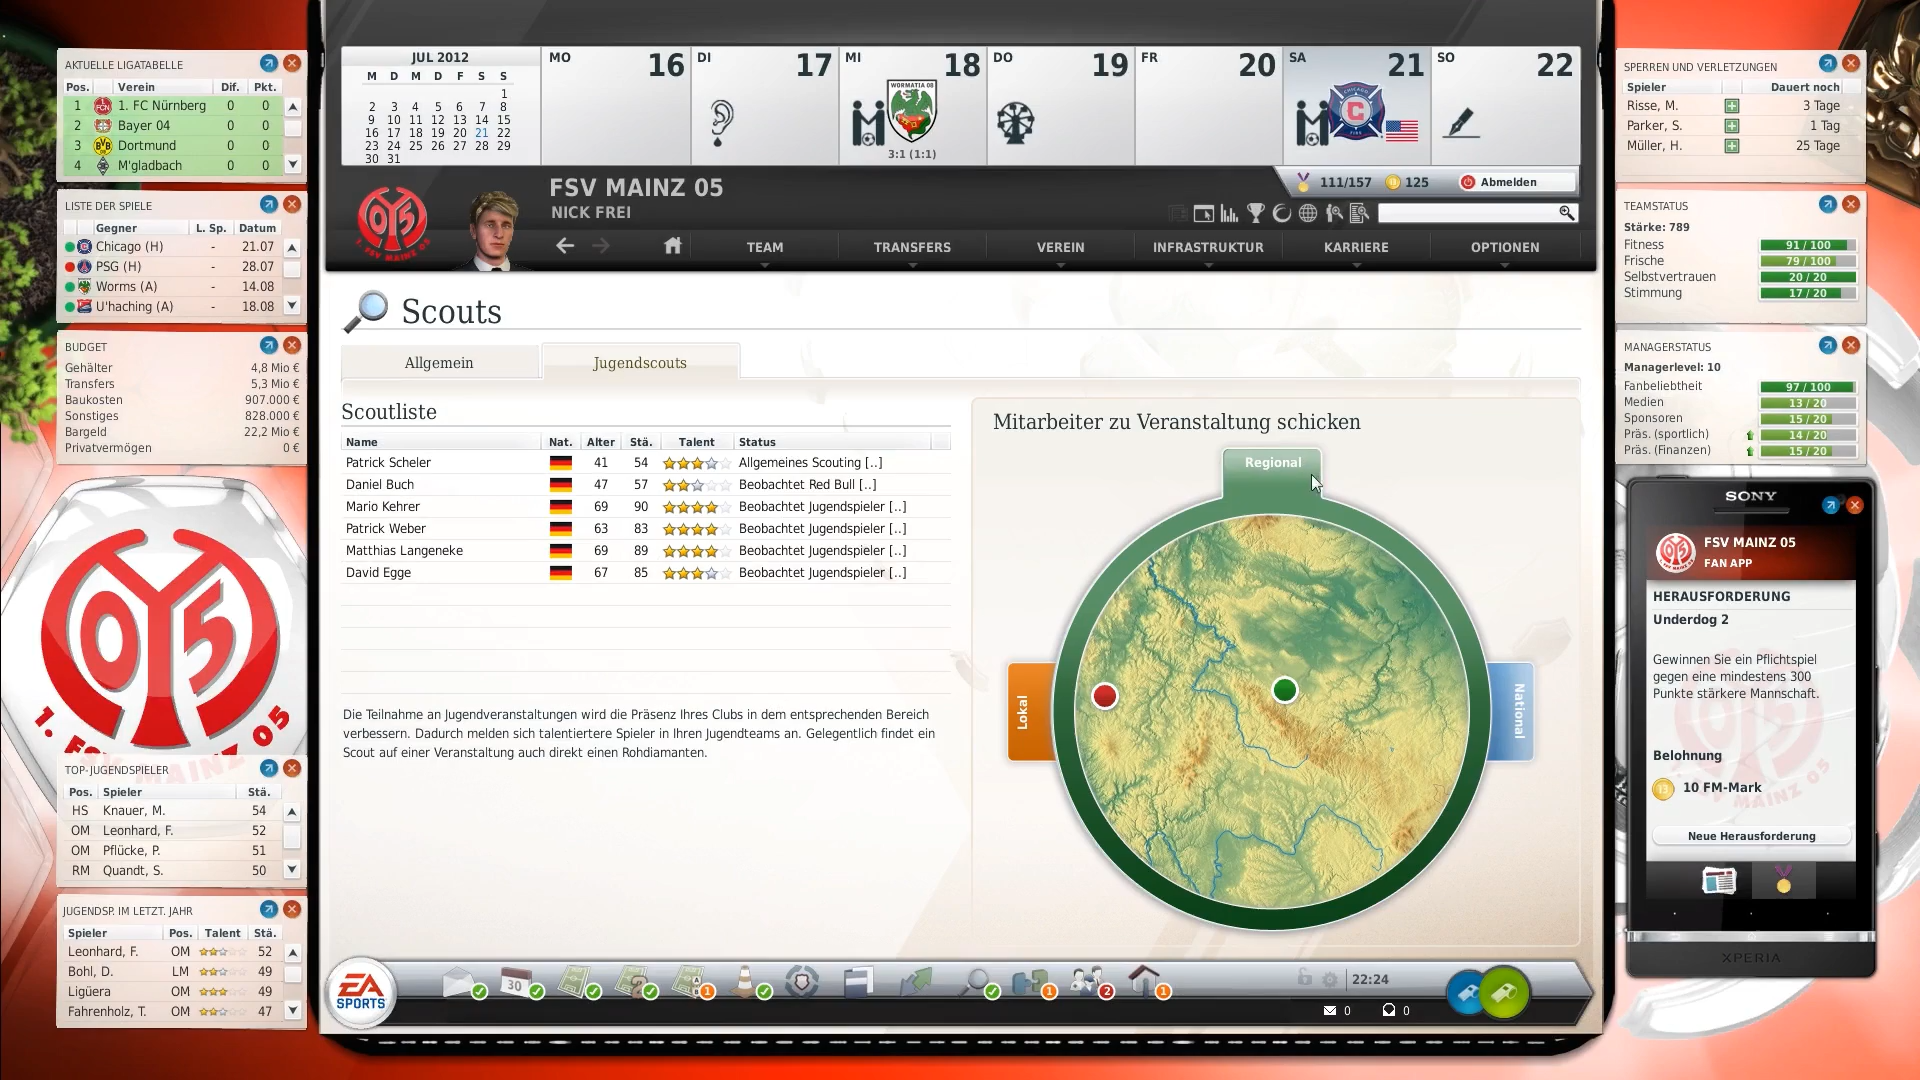 JUL 2012
M D M D F S S
1
2 3 4 5 6 7 8
9 10 11 12 13 14 15
16 17 18 19 20 21 22
23 24 25 26 27 28 29
30 31
MO 16
DI 17
MI 18
WORMATIA 08
3:1 (1:1)
DO 19
FR 20
SA 21
SO 22
FSV MAINZ 05
NICK FREI
111/157 125 Abmelden
TEAM TRANSFERS VEREIN INFRASTRUKTUR KARRIERE OPTIONEN
AKTUELLE LIGATABELLE
Pos. Verein Dif. Pkt.
1 1. FC Nürnberg 0 0
2 Bayer 04 0 0
3 Dortmund 0 0
4 M'gladbach 0 0
LISTE DER SPIELE
Gegner L. Sp. Datum
Chicago (H) - 21.07
PSG (H) - 28.07
Worms (A) - 14.08
U'haching (A) - 18.08
BUDGET
Gehälter 4,8 Mio €
Transfers 5,3 Mio €
Baukosten 907.000 €
Sonstiges 828.000 €
Bargeld 22,2 Mio €
Privatvermögen 0 €
1. FSV MAINZ 05
TOP-JUGENDSPIELER
Pos. Spieler Stä.
HS Knauer, M. 54
OM Leonhard, F. 52
OM Pflücke, P. 51
RM Quandt, S. 50
JUGENDSP. IM LETZT. JAHR
Spieler Pos. Talent Stä.
Leonhard, F. OM 52
Bohl, D. LM 49
Ligüera OM 49
Fahrenholz, T. OM 47
Scouts
Allgemein Jugendscouts
Scoutliste
Name Nat. Alter Stä. Talent Status
Patrick Scheler 41 54 Allgemeines Scouting [..]
Daniel Buch 47 57 Beobachtet Red Bull [..]
Mario Kehrer 69 90 Beobachtet Jugendspieler [..]
Patrick Weber 63 83 Beobachtet Jugendspieler [..]
Matthias Langeneke 69 89 Beobachtet Jugendspieler [..]
David Egge 67 85 Beobachtet Jugendspieler [..]
Die Teilnahme an Jugendveranstaltungen wird die Präsenz Ihres Clubs in dem entsprechenden Bereich
verbessern. Dadurch melden sich talentiertere Spieler in Ihren Jugendteams an. Gelegentlich findet ein
Scout auf einer Veranstaltung auch direkt einen Rohdiamanten.
Mitarbeiter zu Veranstaltung schicken
Regional
Lokal
National
SPERREN UND VERLETZUNGEN
Spieler Dauert noch
Risse, M. 3 Tage
Parker, S. 1 Tag
Müller, H. 25 Tage
TEAMSTATUS
Stärke: 789
Fitness 91 / 100
Frische 79 / 100
Selbstvertrauen 20 / 20
Stimmung 17 / 20
MANAGERSTATUS
Managerlevel: 10
Fanbeliebtheit 97 / 100
Medien 13 / 20
Sponsoren 15 / 20
Präs. (sportlich) 14 / 20
Präs. (Finanzen) 15 / 20
SONY
FSV MAINZ 05
FAN APP
HERAUSFORDERUNG
Underdog 2
Gewinnen Sie ein Pflichtspiel
gegen eine mindestens 300
Punkte stärkere Mannschaft.
Belohnung
10 FM-Mark
Neue Herausforderung
XPERIA
EA
SPORTS
30 1 1 2 1
22:24
0 0